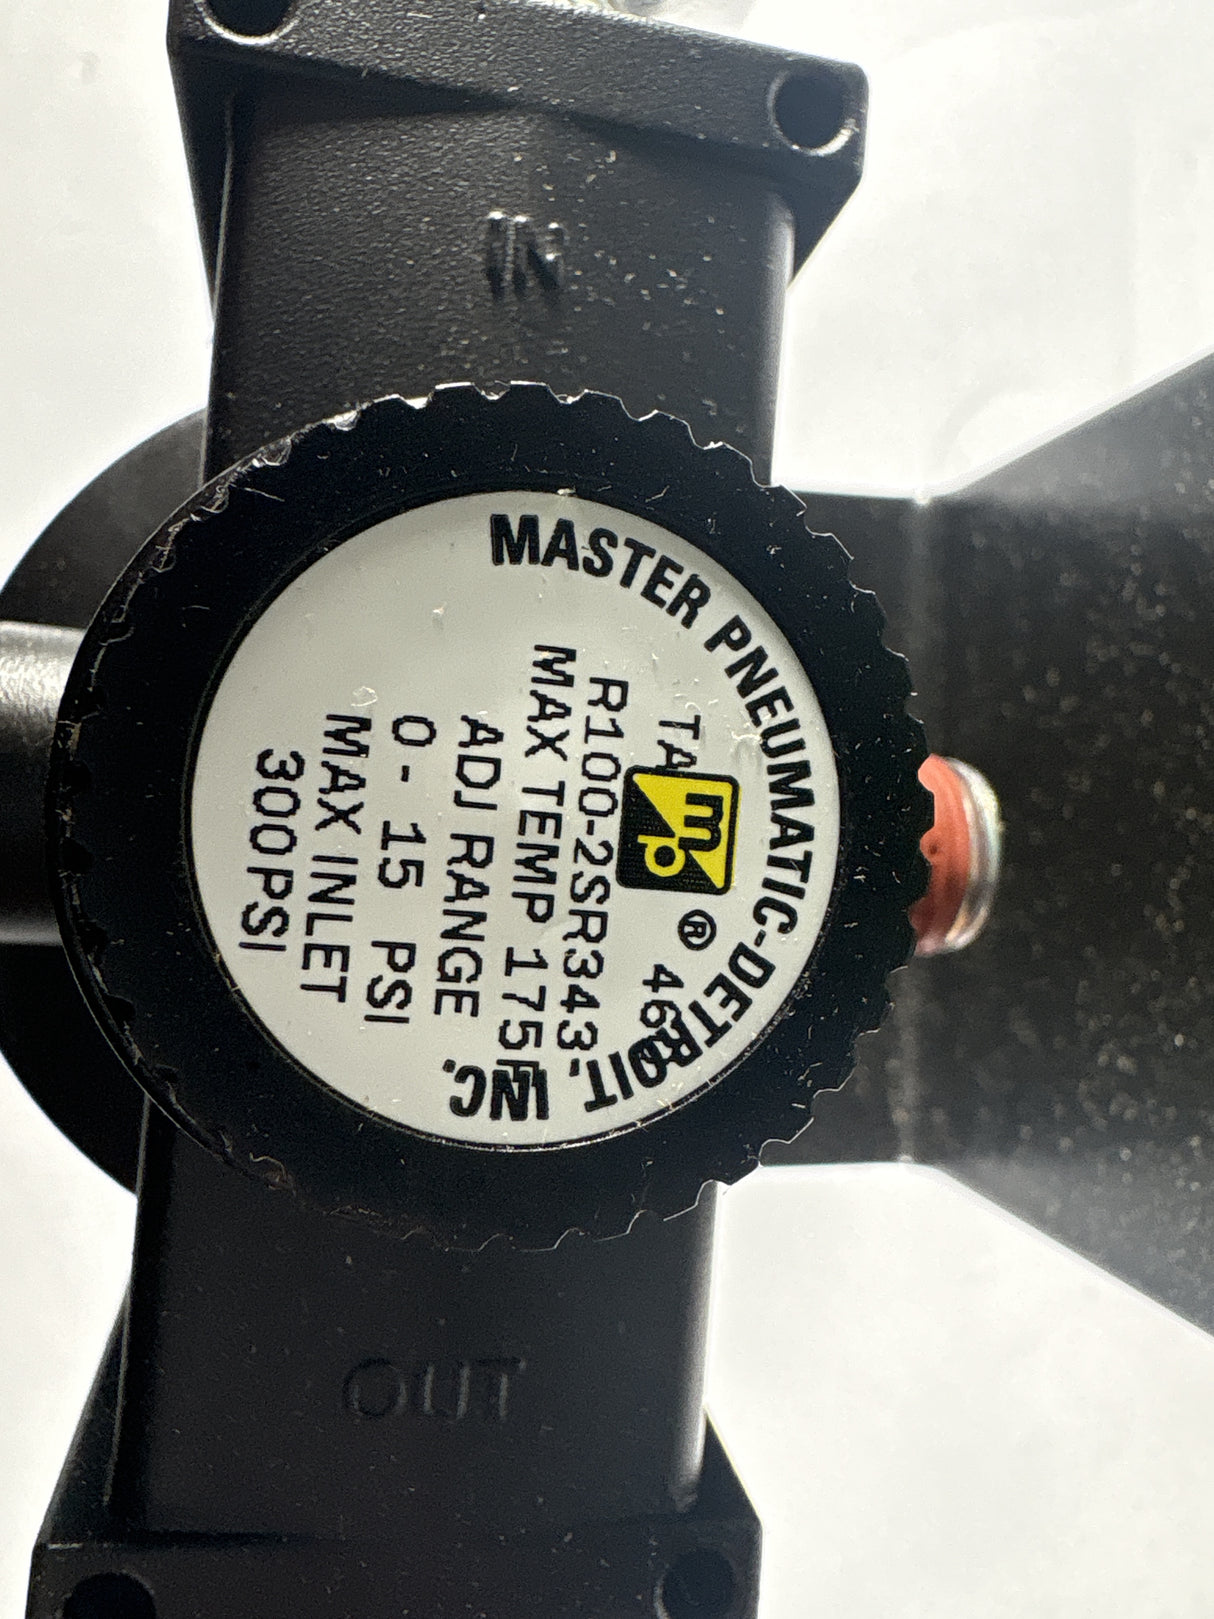 IN
MASTER PNEUMATIC-DETROIT, INC.
mp ®
TA
R100-2SR343
MAX TEMP 175F
ADJ RANGE
0- 15 PSI
MAX INLET
300PSI
OUT